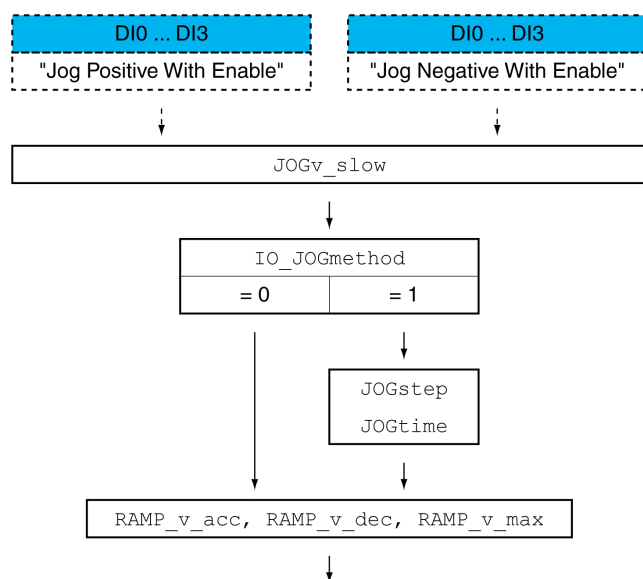 DI0 ... DI3
DI0 ... DI3
"Jog Positive With Enable"
"Jog Negative With Enable"
JOGv_slow
IO_JOGmethod
= 0
= 1
JOGstep
JOGtime
RAMP_v_acc, RAMP_v_dec, RAMP_v_max